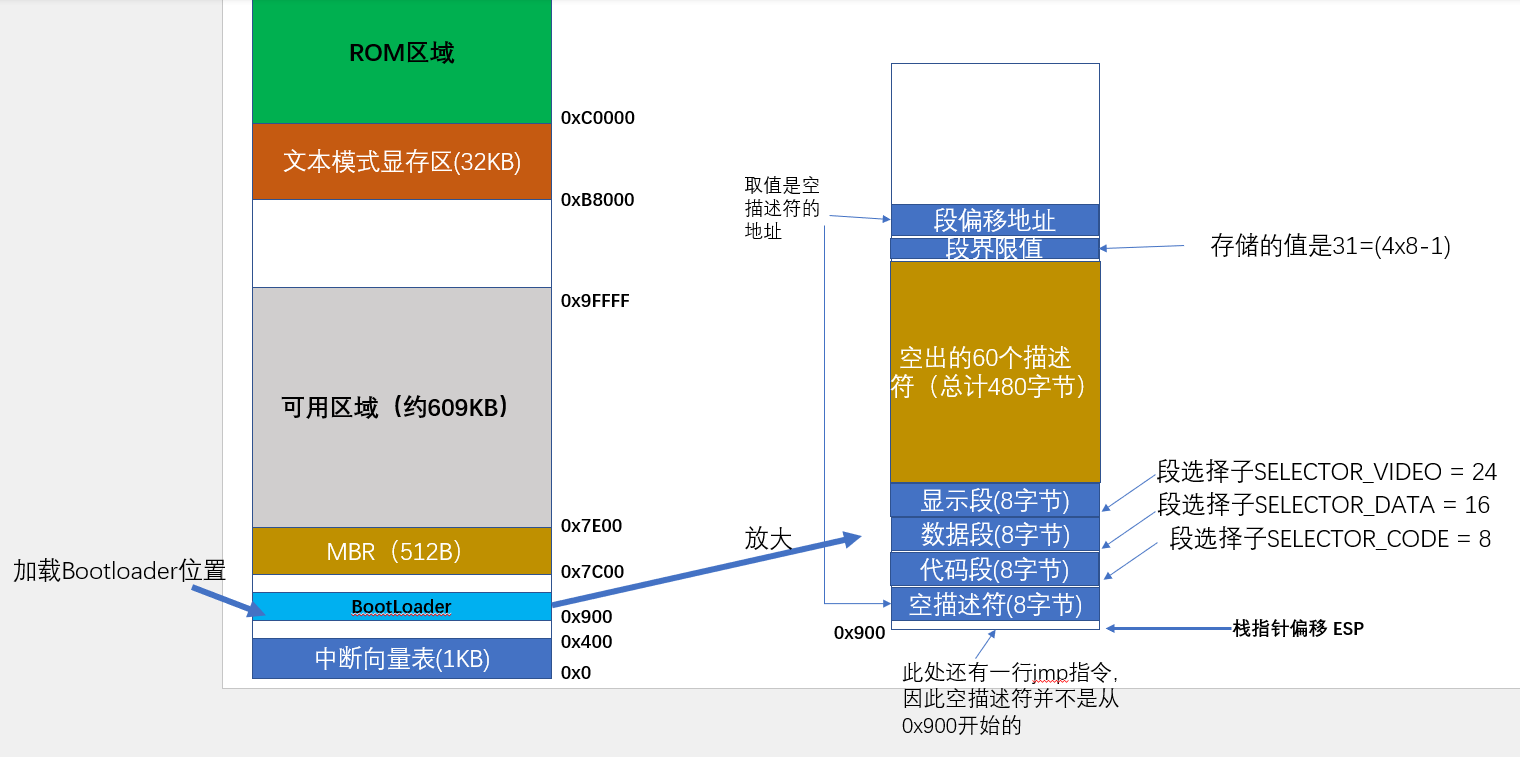 ROM区域
0xC0000
文本模式显存区(32KB)
0xB8000
0x9FFFF
可用区域（约609KB）
0x7E00
MBR（512B）
0x7C00
加载Bootloader位置
BootLoader
0x900
0x400
中断向量表(1KB)
0x0
放大
取值是空
描述符的
地址
段偏移地址
段界限值
存储的值是31=(4x8-1)
空出的60个描述
符（总计480字节）
显示段(8字节)
段选择子SELECTOR_VIDEO = 24
数据段(8字节)
段选择子SELECTOR_DATA = 16
代码段(8字节)
段选择子SELECTOR_CODE = 8
空描述符(8字节)
0x900
栈指针偏移 ESP
此处还有一行jmp指令,
因此空描述符并不是从
0x900开始的